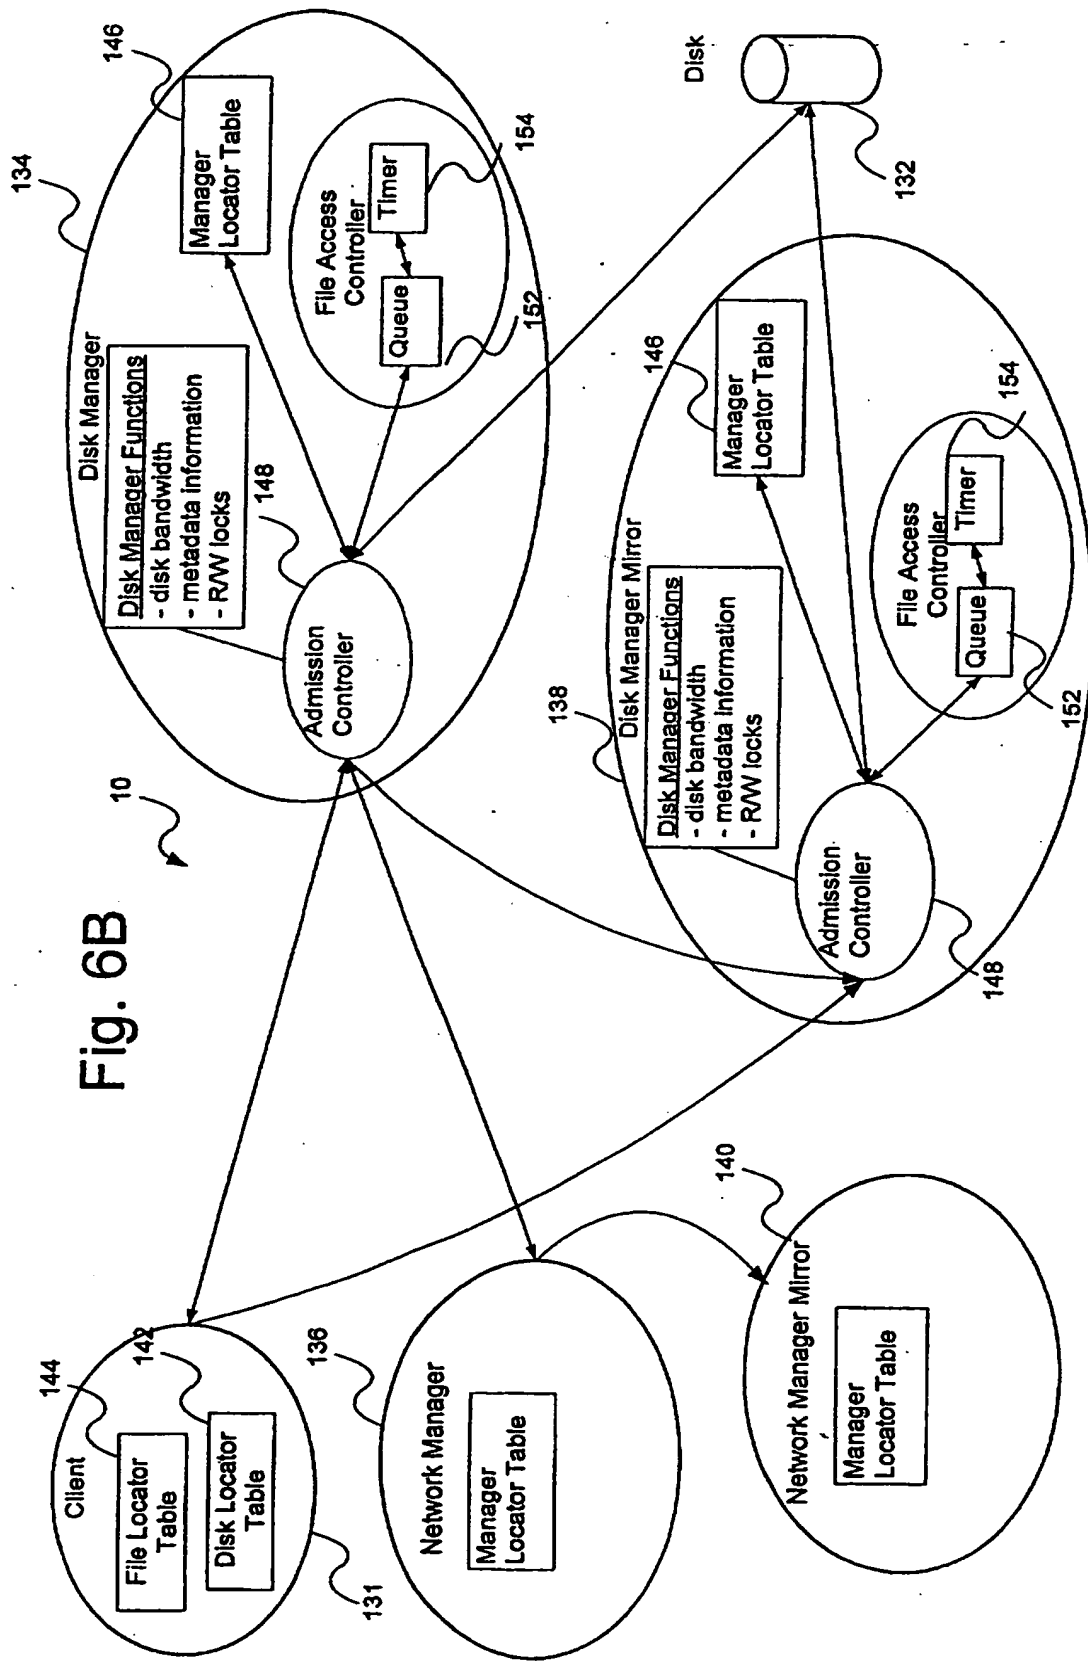 Fig. 6B
10
144
Client
142
File Locator
Table
Disk Locator
Table
131
136
Network Manager
Manager
Locator Table
140
Network Manager Mirror
Manager
Locator Table
134
Disk Manager
146
Disk Manager Functions
- disk bandwidth
- metadata information
- R/W locks
Manager
Locator Table
148
Admission
Controller
File Access
Controller
Queue
Timer
152
154
138
Disk Manager Mirror
146
Disk Manager Functions
- disk bandwidth
- metadata information
- R/W locks
Manager
Locator Table
154
Admission
Controller
File Access
Controller
Queue
Timer
148
152
Disk
132